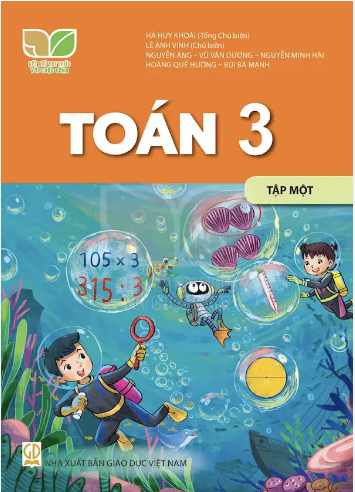 HÀ HUY KHOÁI (Tổng Chủ biên)
LÊ ANH VINH (Chủ biên)
NGUYỄN ÁNG – VŨ VĂN DƯƠNG – NGUYỄN MINH HẢI
HOÀNG QUẾ HƯỜNG – BÙI BÁ MẠNH
KẾT NỐI TRI THỨC
VỚI CUỘC SỐNG
TOÁN 3
TẬP MỘT
105 × 3
315 : 3
NHÀ XUẤT BẢN GIÁO DỤC VIỆT NAM